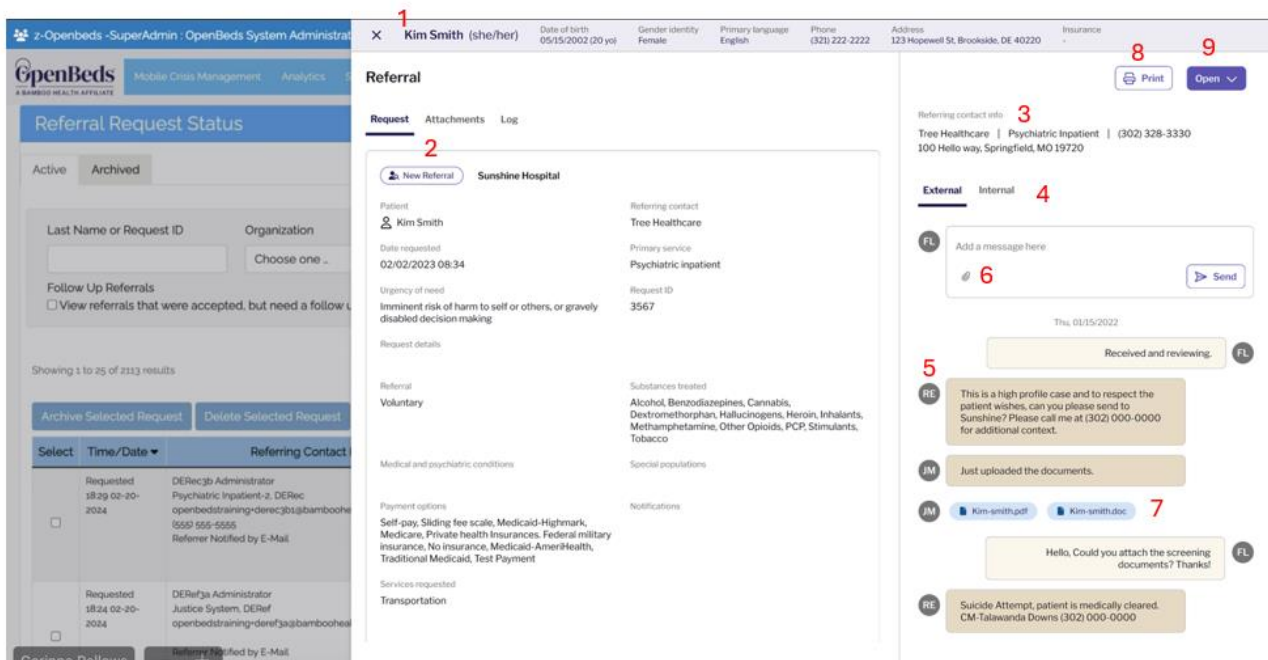 z-Openbeds -SuperAdmin : OpenBeds System Administrat
OpenBeds
A BAMBOO HEALTH AFFILIATE
Mobile Crisis Management Analytics S
Referral Request Status
Active Archived
Last Name or Request ID Organization
Choose one ..
Follow Up Referrals
View referrals that were accepted, but need a follow u
Showing 1 to 25 of 2113 results
Archive Selected Request Delete Selected Request
Select Time/Date Referring Contact
Requested
18:29 02-20-
2024
DERec3b Administrator
Psychiatric Inpatient-2, DERec
openbedstraining+derec3b1@bamboohe
(555) 555-5555
Referrer Notified by E-Mail
Requested
18:24 02-20-
2024
DERef3a Administrator
Justice System, DERef
openbedstraining+deref3a@bambooheal
Referrer Notified by E-Mail
1
Kim Smith (she/her)
Date of birth
05/15/2002 (20 yo)
Gender identity
Female
Primary language
English
Phone
(321) 222-2222
Address
123 Hopewell St, Brookside, DE 40220
Insurance
-
Referral
Request Attachments Log
2
New Referral Sunshine Hospital
Patient
Kim Smith
Referring contact
Tree Healthcare
Date requested
02/02/2023 08:34
Primary service
Psychiatric inpatient
Urgency of need
Imminent risk of harm to self or others, or gravely
disabled decision making
Request ID
3567
Request details
Referral
Voluntary
Substances treated
Alcohol, Benzodiazepines, Cannabis,
Dextromethorphan, Hallucinogens, Heroin, Inhalants,
Methamphetamine, Other Opioids, PCP, Stimulants,
Tobacco
Medical and psychiatric conditions
Special populations
Payment options
Self-pay, Sliding fee scale, Medicaid-Highmark,
Medicare, Private health Insurances. Federal military
insurance, No insurance, Medicaid-AmeriHealth,
Traditional Medicaid, Test Payment
Notifications
Services requested
Transportation
8
Print
9
Open
Referring contact info
3
Tree Healthcare | Psychiatric Inpatient | (302) 328-3330
100 Hello way, Springfield, MO 19720
External Internal
4
FL
Add a message here
6
Send
Thu, 01/15/2022
Received and reviewing.
FL
5
RE
This is a high profile case and to respect the
patient wishes, can you please send to
Sunshine? Please call me at (302) 000-0000
for additional context.
JM
Just uploaded the documents.
JM
Kim-smith.pdf Kim-smith.doc
7
Hello, Could you attach the screening
documents? Thanks!
FL
RE
Suicide Attempt, patient is medically cleared.
CM-Talawanda Downs (302) 000-0000